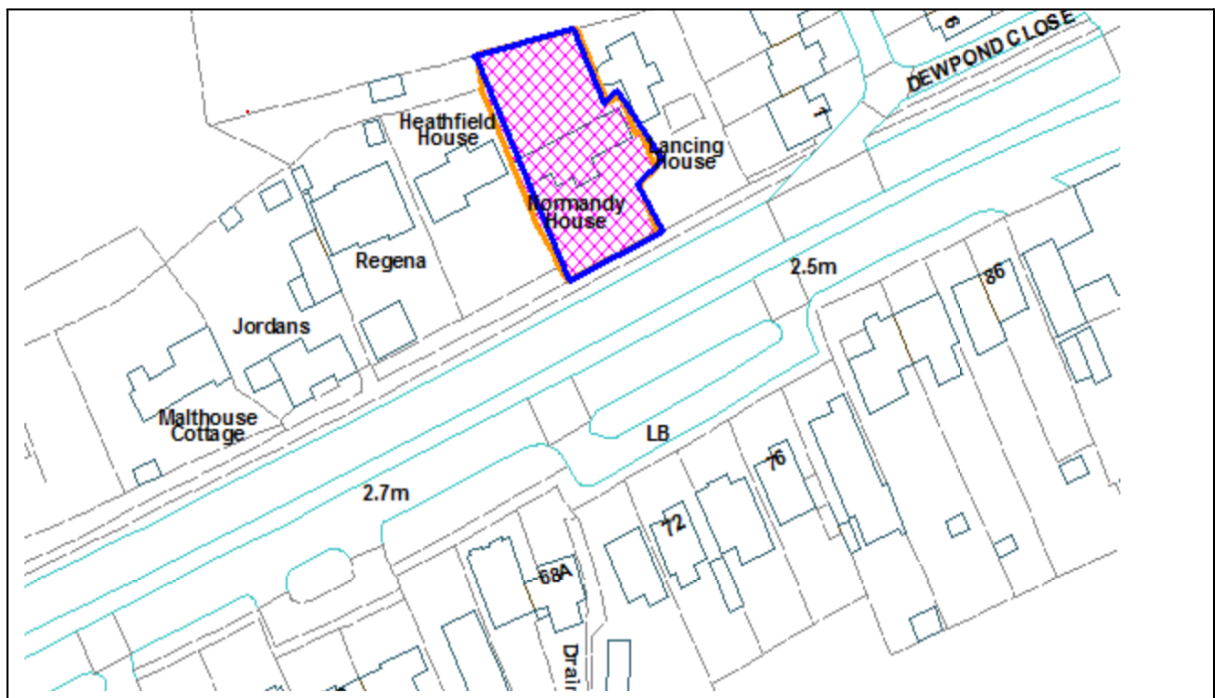 6
DEWPOND CLOSE
1
Heathfield
House
Lancing
House
Normandy
House
Regena
2.5m
86
Jordans
Malthouse
Cottage
LB
76
2.7m
72
68A
Drain